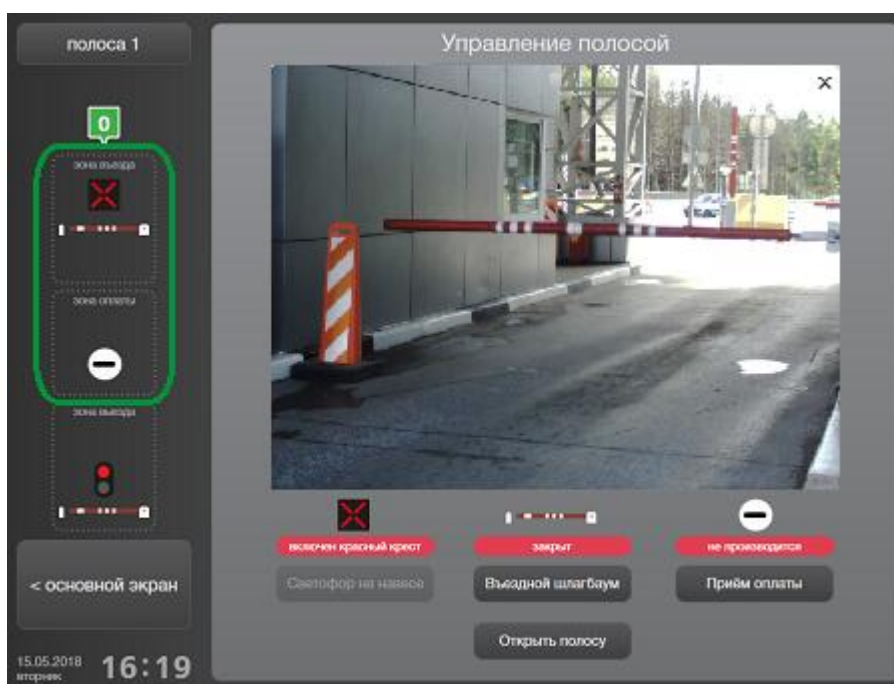 полоса 1
Управление полосой
0
зона въезда
зона оплаты
зона выезда
< основной экран
15.05.2018
вторник
16:19
включен красный крест
закрыт
не производится
Светофор на навесе
Въездной шлагбаум
Приём оплаты
Открыть полосу